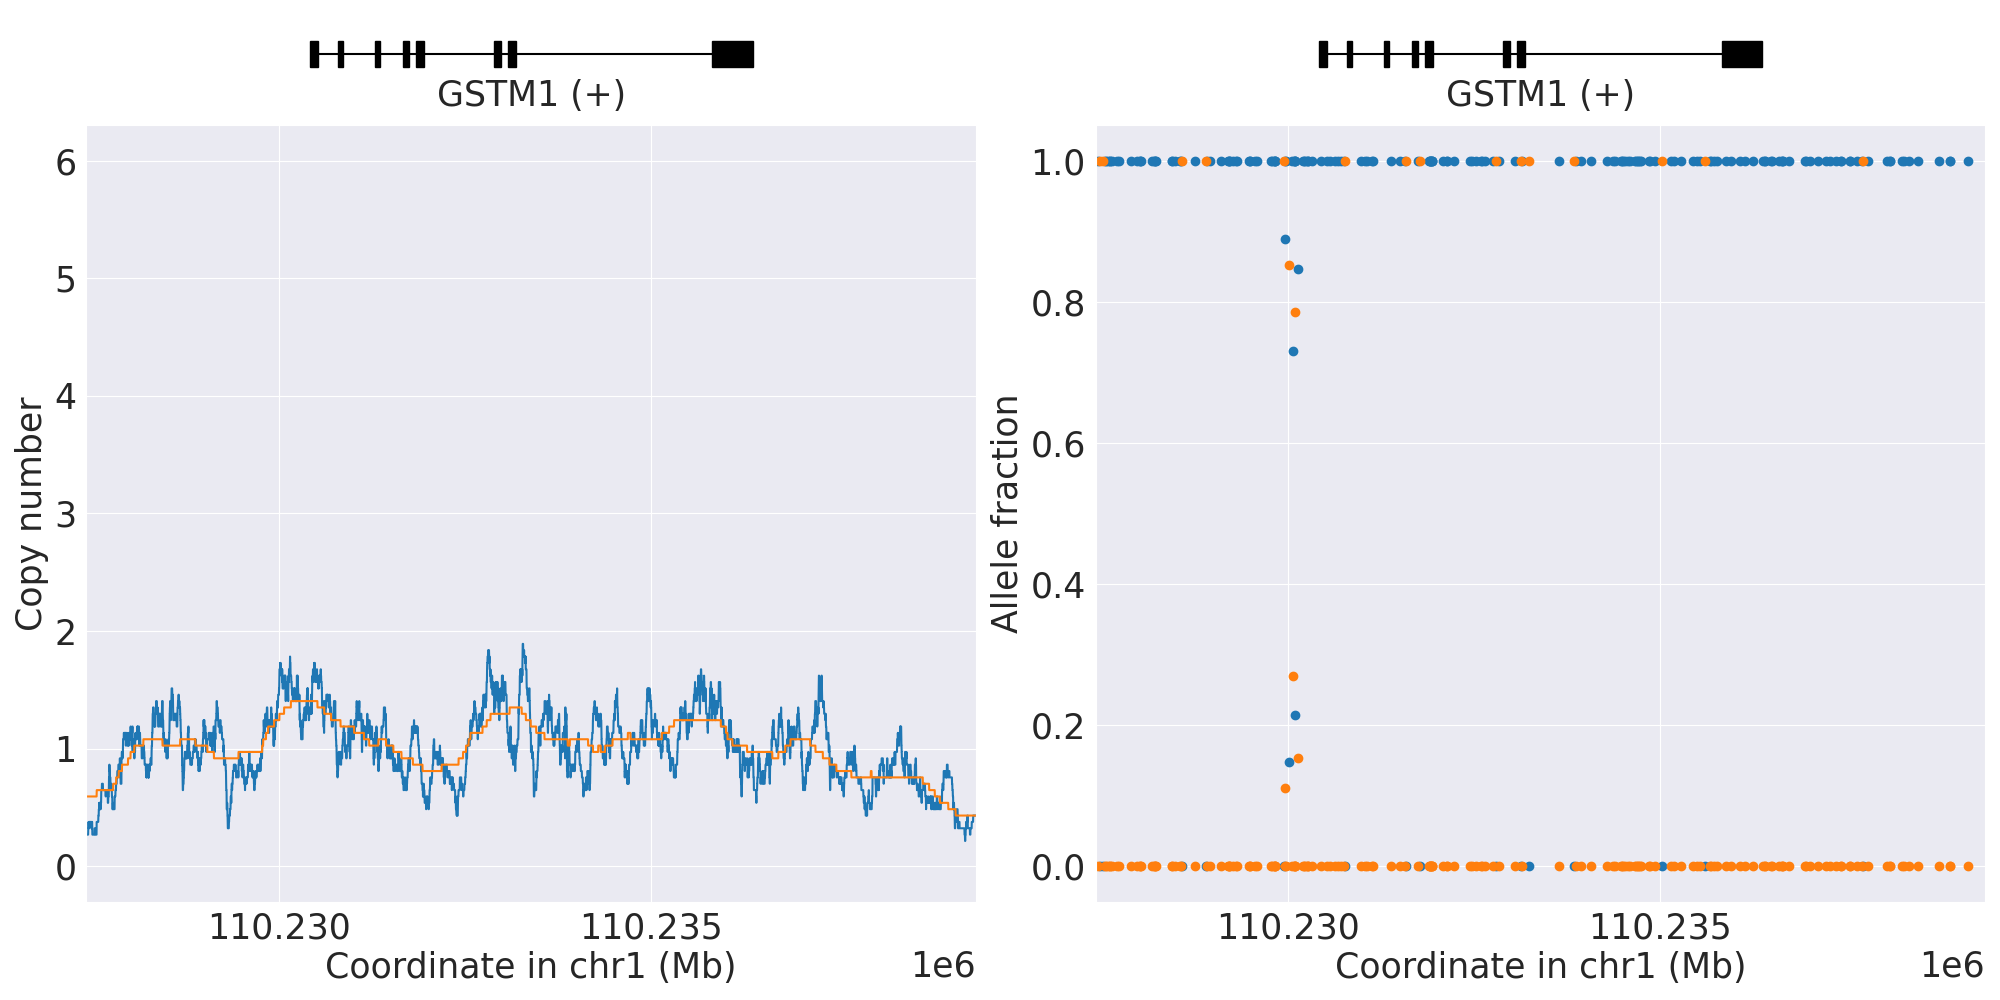 GSTM1 (+)
6
5
4
3
2
1
0
Copy number
110.230 110.235
Coordinate in chr1 (Mb)
1e6
GSTM1 (+)
1.0
0.8
0.6
0.4
0.2
0.0
Allele fraction
110.230 110.235
Coordinate in chr1 (Mb)
1e6